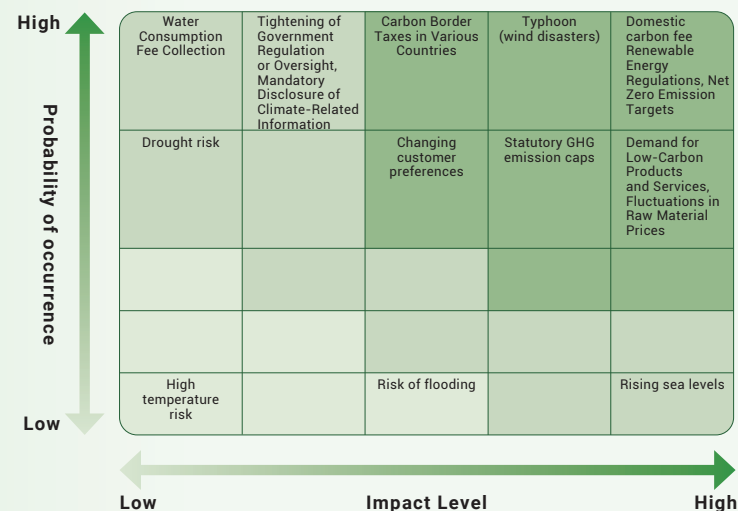 High
Probability of occurrence
Low
Water
Consumption
Fee Collection
Tightening of
Government
Regulation
or Oversight,
Mandatory
Disclosure of
Climate-Related
Information
Carbon Border
Taxes in Various
Countries
Typhoon
(wind disasters)
Domestic
carbon fee
Renewable
Energy
Regulations, Net
Zero Emission
Targets
Drought risk
Changing
customer
preferences
Statutory GHG
emission caps
Demand for
Low-Carbon
Products
and Services,
Fluctuations in
Raw Material
Prices
High
temperature
risk
Risk of flooding
Rising sea levels
Low
Impact Level
High